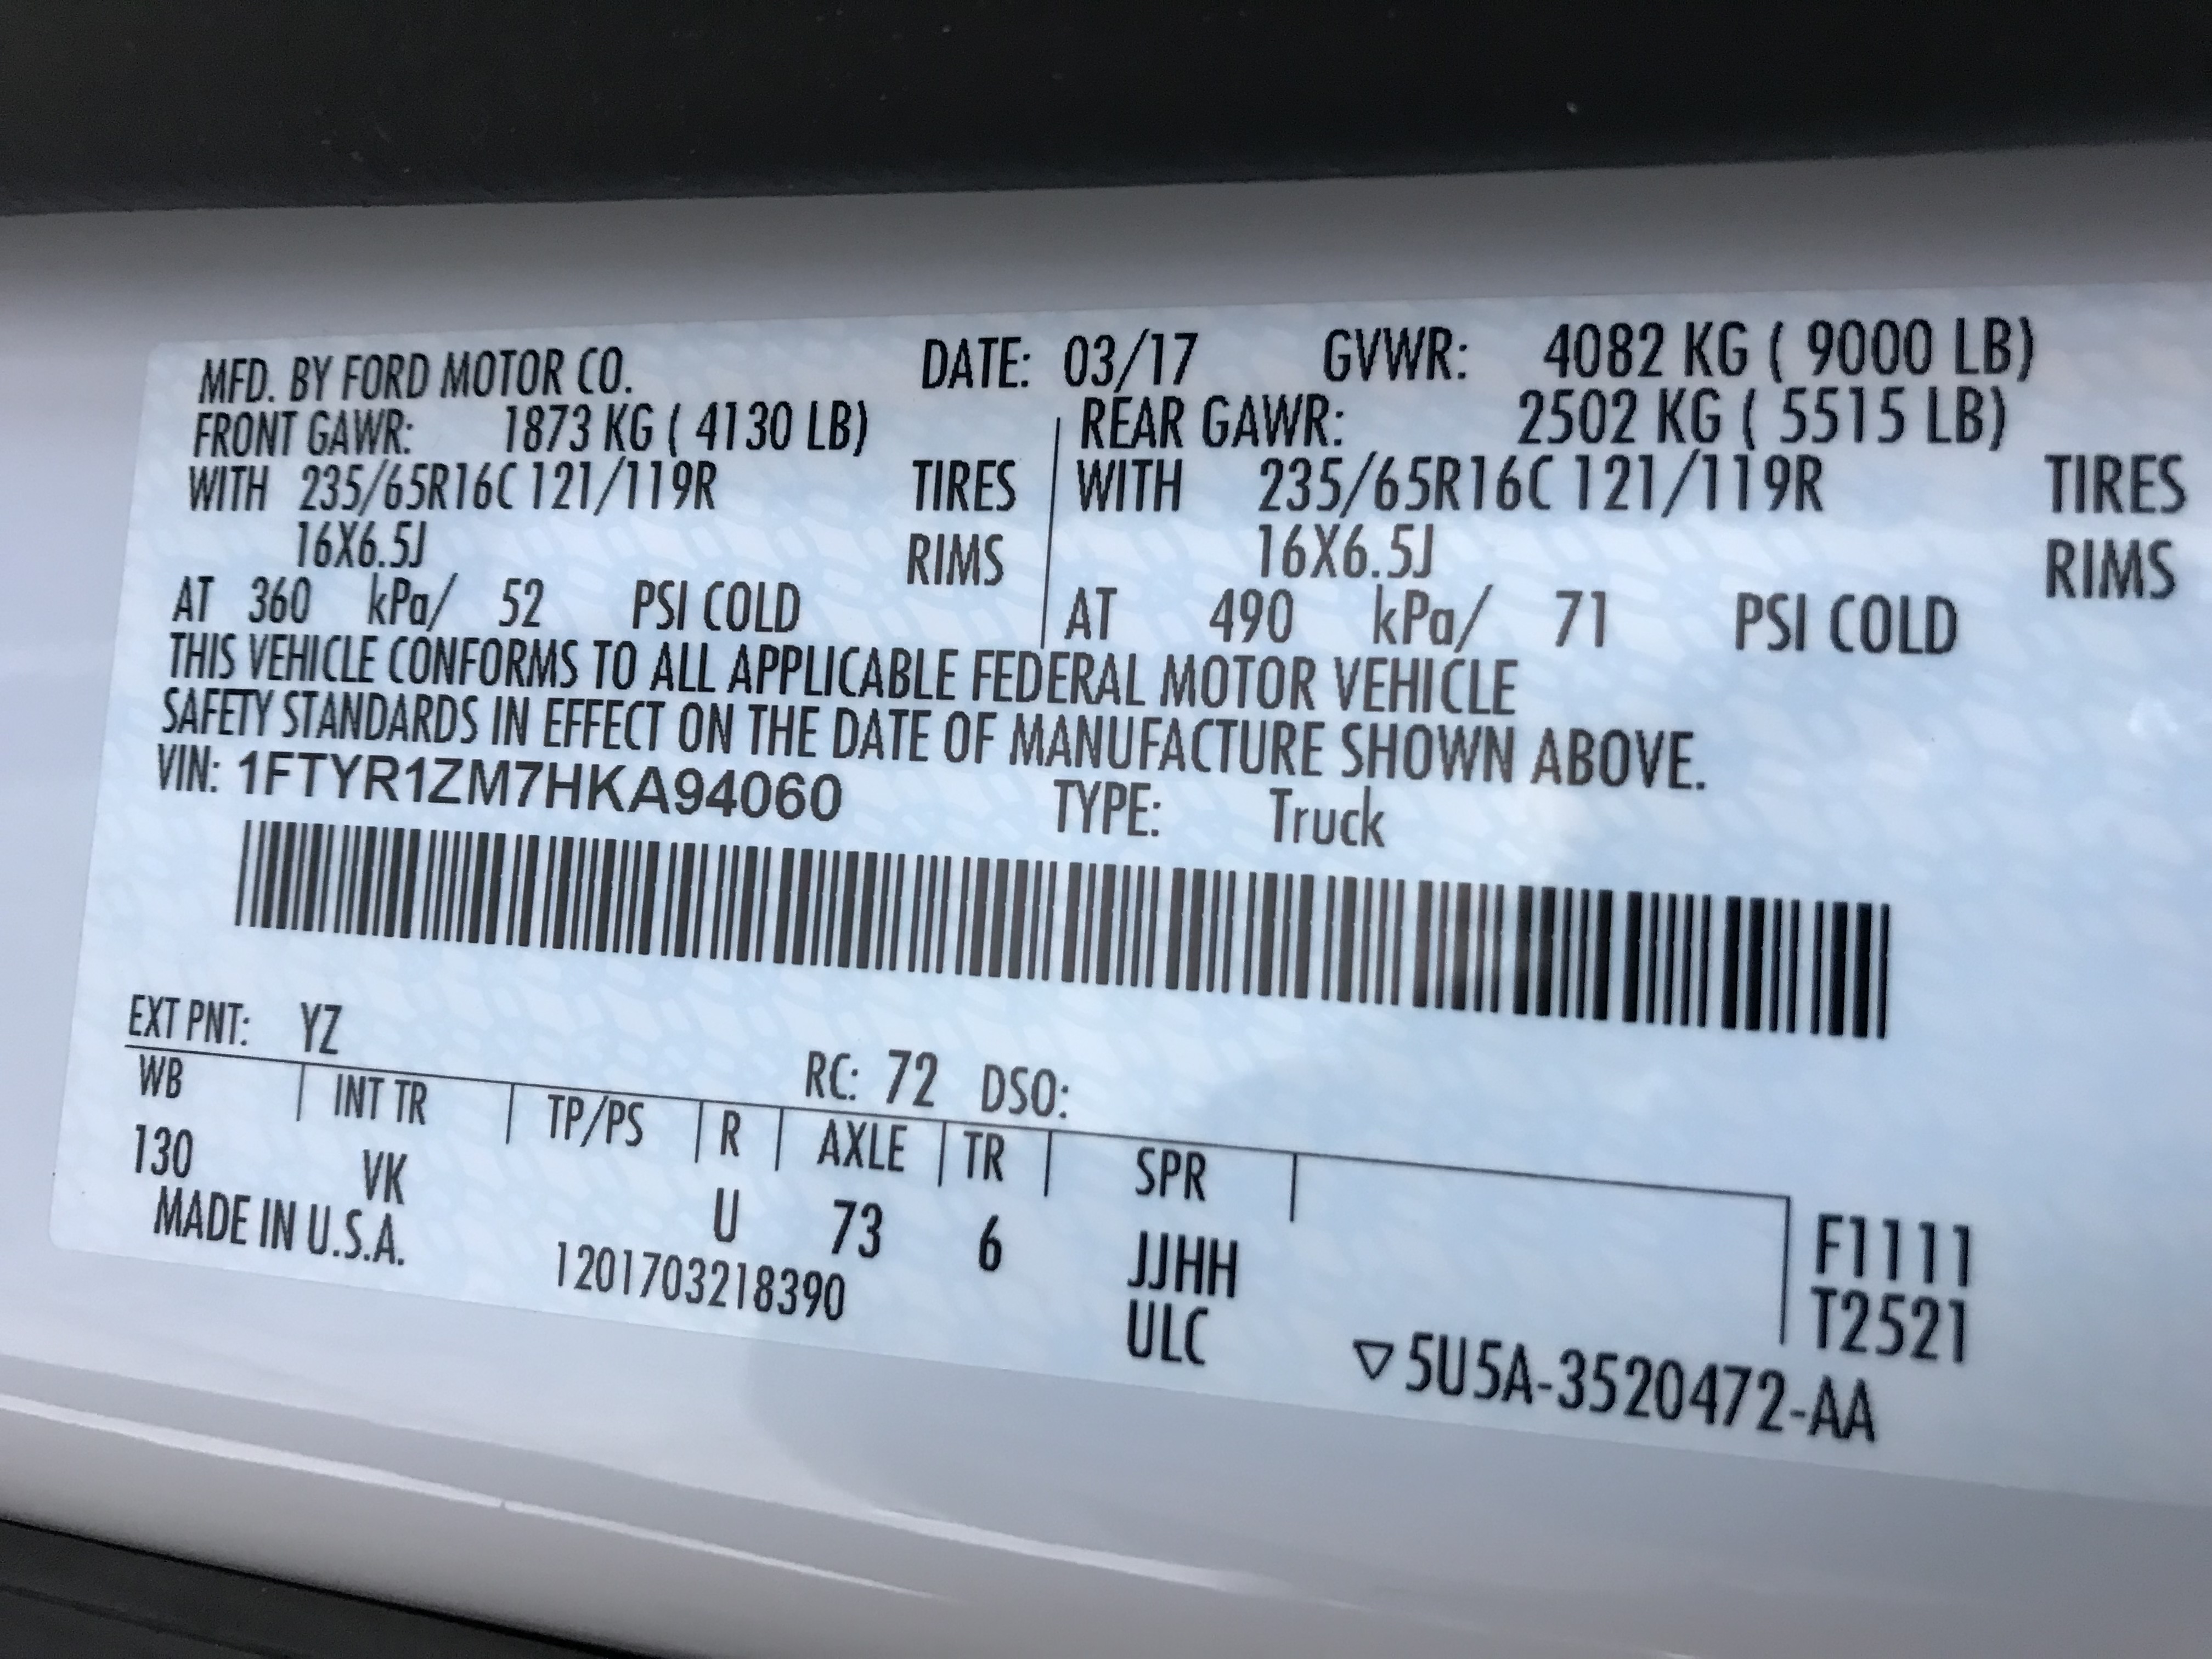 MFD. BY FORD MOTOR CO. DATE: 03/17 GVWR: 4082 KG ( 9000 LB)
FRONT GAWR: 1873 KG ( 4130 LB) REAR GAWR: 2502 KG ( 5515 LB)
WITH 235/65R16C 121/119R TIRES WITH 235/65R16C 121/119R TIRES
16X6.5J RIMS 16X6.5J RIMS
AT 360 kPa/ 52 PSI COLD AT 490 kPa/ 71 PSI COLD
THIS VEHICLE CONFORMS TO ALL APPLICABLE FEDERAL MOTOR VEHICLE
SAFETY STANDARDS IN EFFECT ON THE DATE OF MANUFACTURE SHOWN ABOVE.
VIN: 1FTYR1ZM7HKA94060 TYPE: Truck
EXT PNT: YZ RC: 72 DSO:
WB INT TR TP/PS R AXLE TR SPR
130 VK U 73 6 JJHH F1111
MADE IN U.S.A. 1201703218390 ULC T2521
▽5U5A-3520472-AA